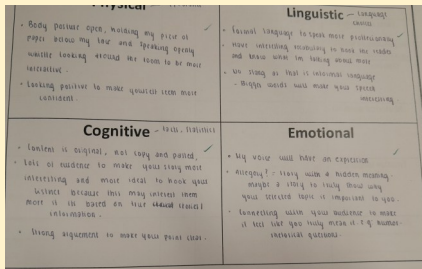 Physical
• Body posture open, holding my piece of
paper below my face and speaking openly
whilst looking around the room to be more
interactive.
• Looking positive to make yourself seem more
confident.
Linguistic - language
choices
• Formal language to speak more professionally
• Have interesting vocabulary to hook the reader
and know what I'm talking about more
• No slang as that is informal language
- Bigger words will make your speech
interesting
Cognitive - facts, statistics
• Content is original, not copy and pasted,
• Lots of evidence to make your story more
interesting and more ideal to hook your
listener because this may interest them
more is its based on true
information.
• Strong arguement to make your point clear.
Emotional
• My voice will have an expression
• Allegory! - story with a hidden meaning -
maybe a story to truly show why
your selected topic is important to you.
• Connecting with your audience to make
it feel like you truly mean it. E.g
rhetorical questions.